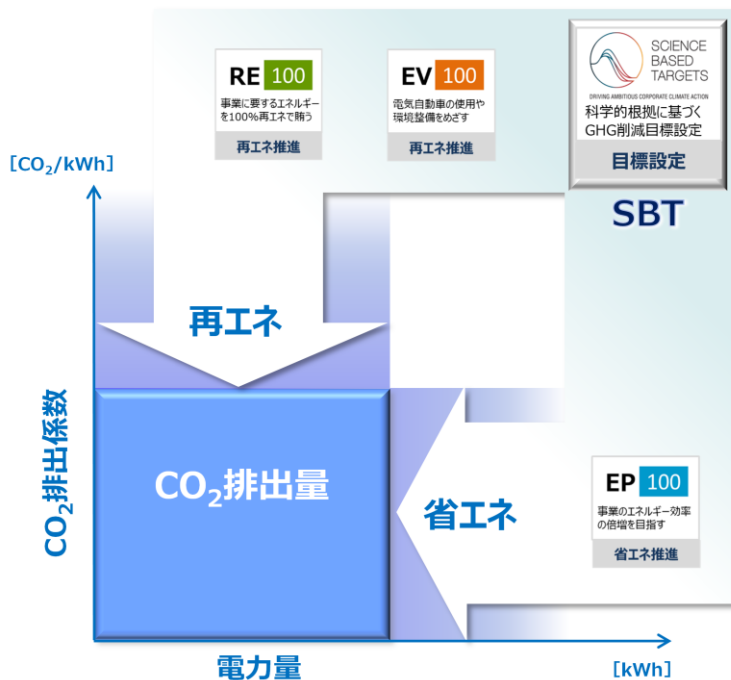 RE 100
事業に要するエネルギー
を100%再エネで賄う
再エネ推進
EV 100
電気自動車の使用や
環境整備をめざす
再エネ推進
SCIENCE
BASED
TARGETS
DRIVING AMBITIOUS CORPORATE CLIMATE ACTION
科学的根拠に基づく
GHG削減目標設定
目標設定
SBT
[CO₂/kWh]
再エネ
CO₂排出係数
CO₂排出量
省エネ
EP 100
事業のエネルギー効率
の倍増を目指す
省エネ推進
電力量
[kWh]